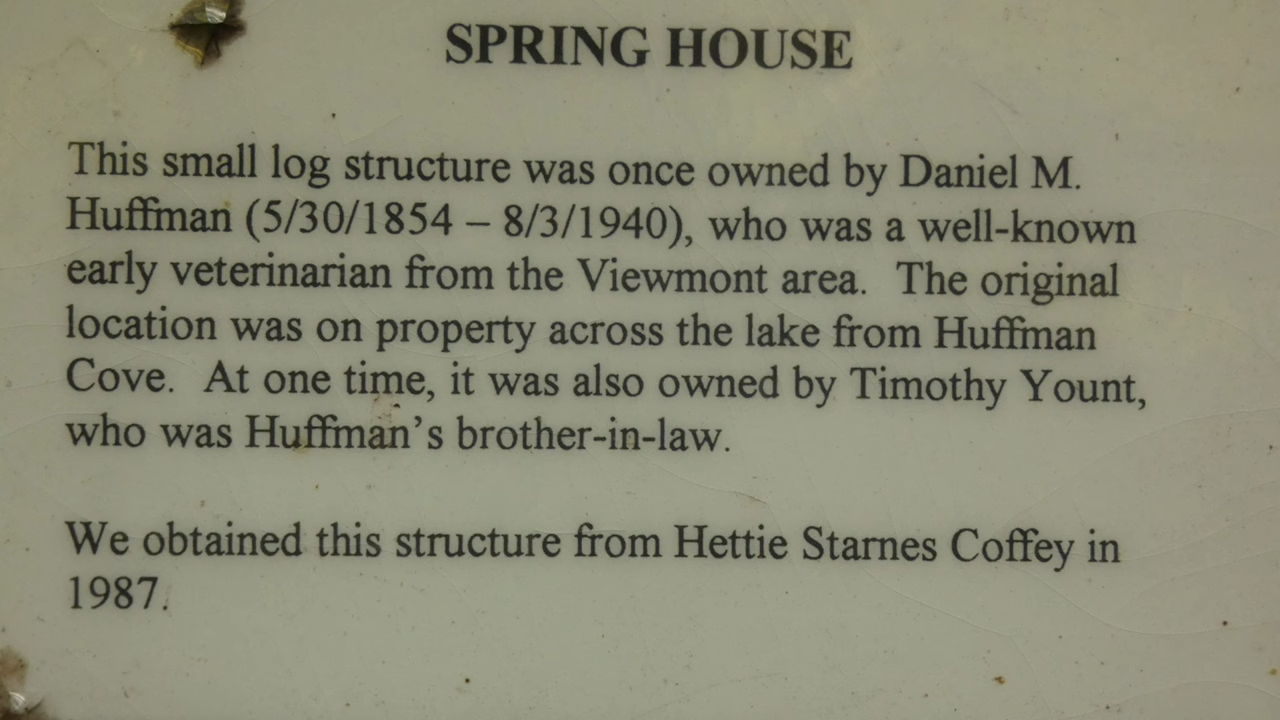 SPRING HOUSE
This small log structure was once owned by Daniel M.
Huffman (5/30/1854 – 8/3/1940), who was a well-known
early veterinarian from the Viewmont area.  The original
location was on property across the lake from Huffman
Cove.  At one time, it was also owned by Timothy Yount,
who was Huffman's brother-in-law.
We obtained this structure from Hettie Starnes Coffey in
1987.